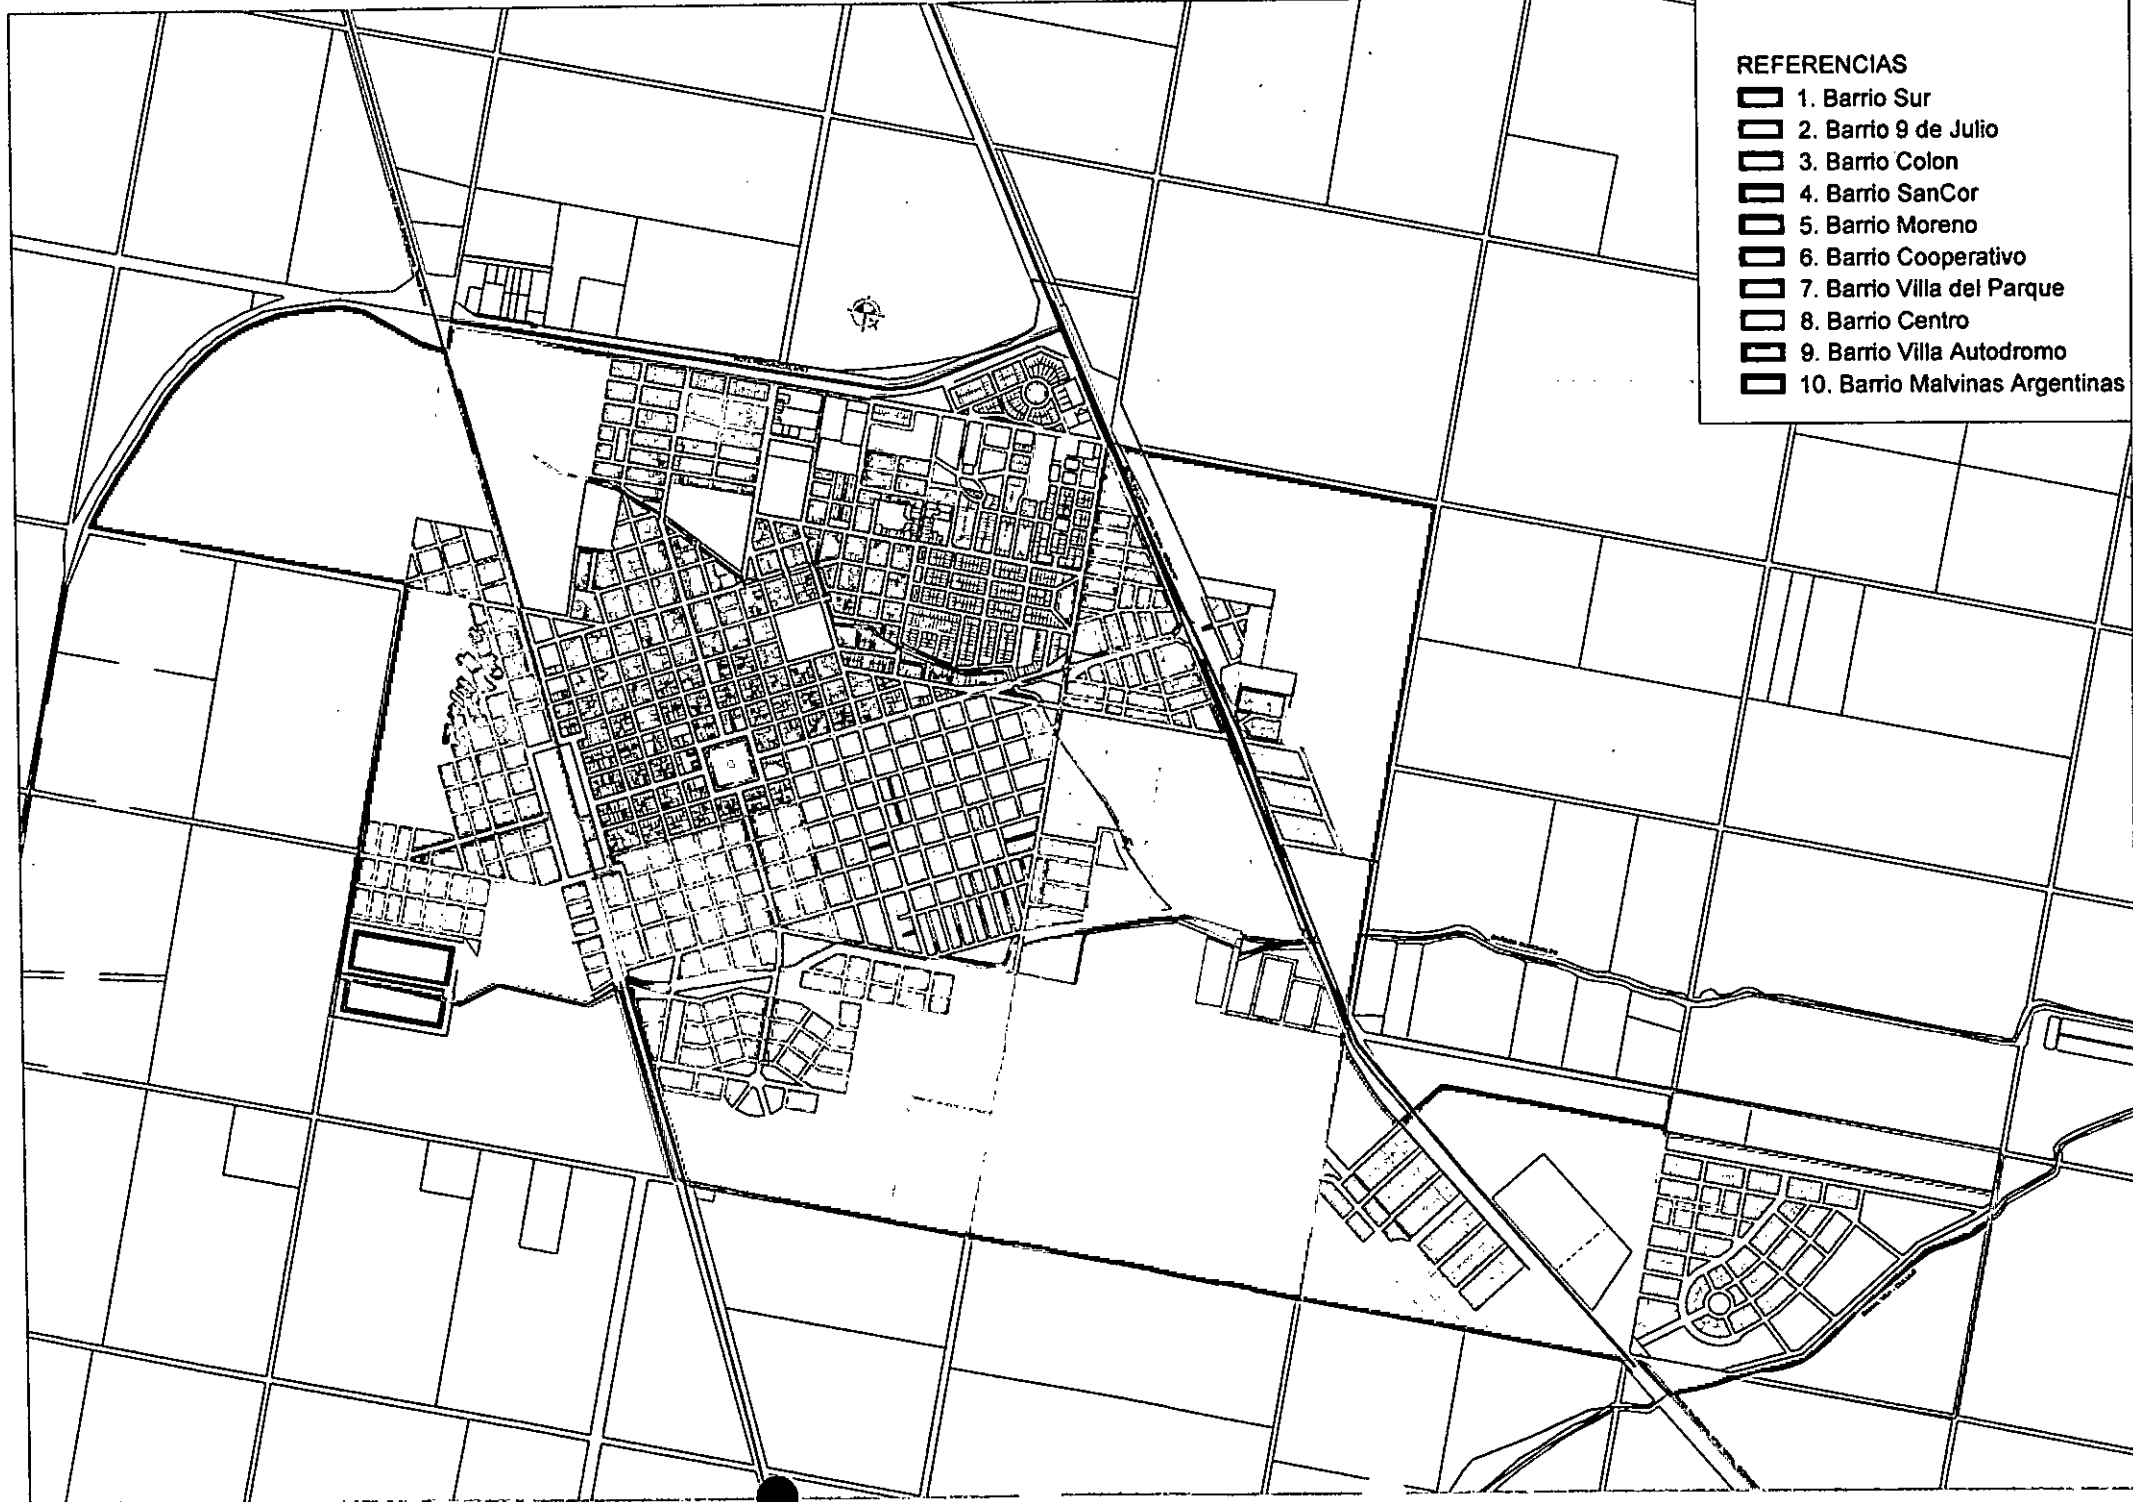 REFERENCIAS
1. Barrio Sur
2. Barrio 9 de Julio
3. Barrio Colon
4. Barrio SanCor
5. Barrio Moreno
6. Barrio Cooperativo
7. Barrio Villa del Parque
8. Barrio Centro
9. Barrio Villa Autodromo
10. Barrio Malvinas Argentinas